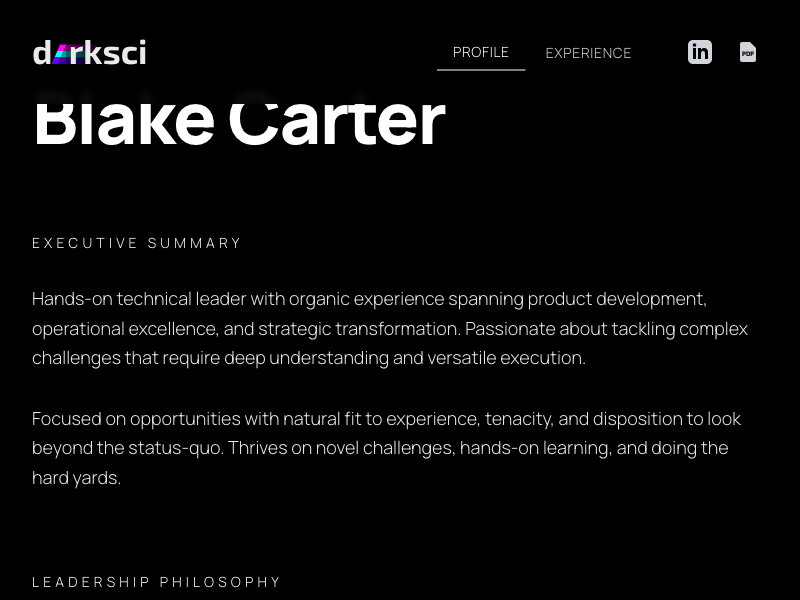 darksci
PROFILE
EXPERIENCE
in
PDF
Blake Carter
EXECUTIVE SUMMARY
Hands-on technical leader with organic experience spanning product development,
operational excellence, and strategic transformation. Passionate about tackling complex
challenges that require deep understanding and versatile execution.
Focused on opportunities with natural fit to experience, tenacity, and disposition to look
beyond the status-quo. Thrives on novel challenges, hands-on learning, and doing the
hard yards.
LEADERSHIP PHILOSOPHY